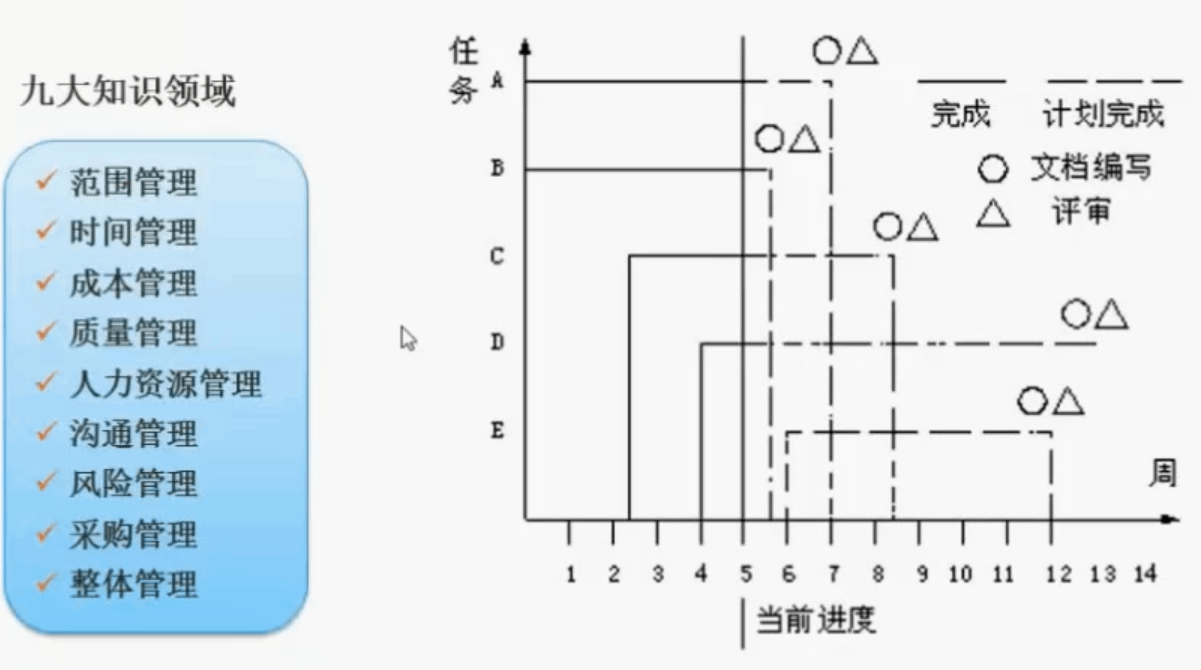 九大知识领域
范围管理
时间管理
成本管理
质量管理
人力资源管理
沟通管理
风险管理
采购管理
整体管理
任务
A
B
C
D
E
完成 计划完成
文档编写
评审
周
1 2 3 4 5 6 7 8 9 10 11 12 13 14
当前进度